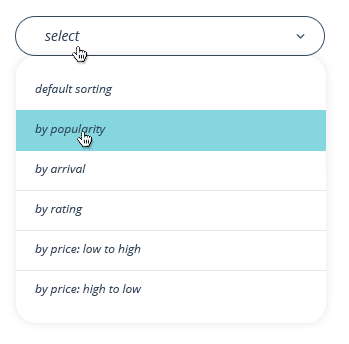 select
default sorting
by popularity
by arrival
by rating
by price: low to high
by price: high to low